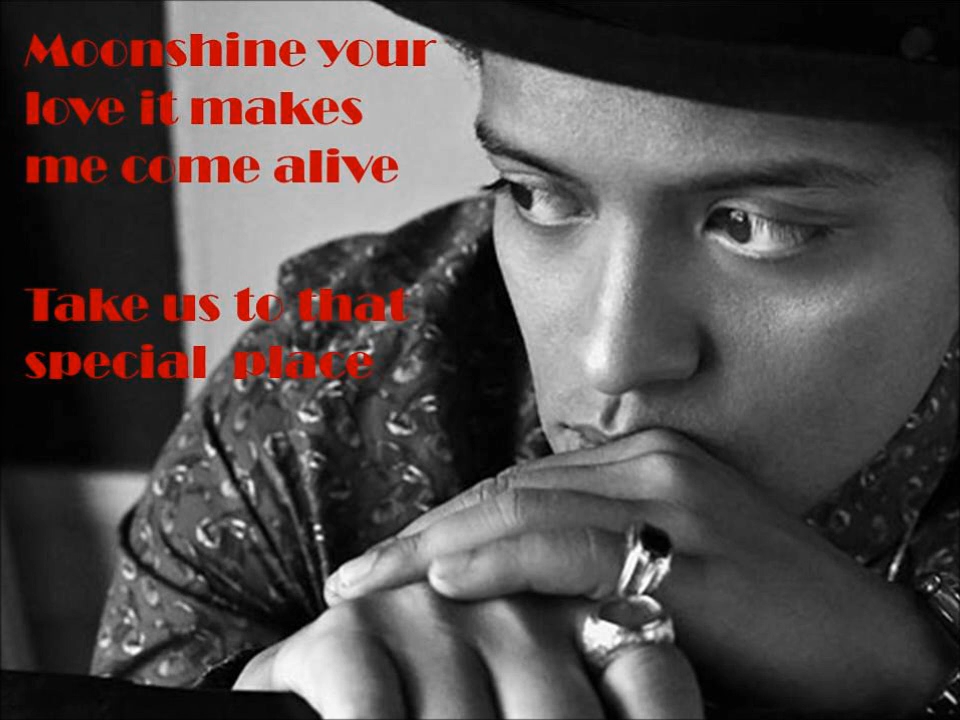 Moonshine your
love it makes
me come alive
Take us to that
special place